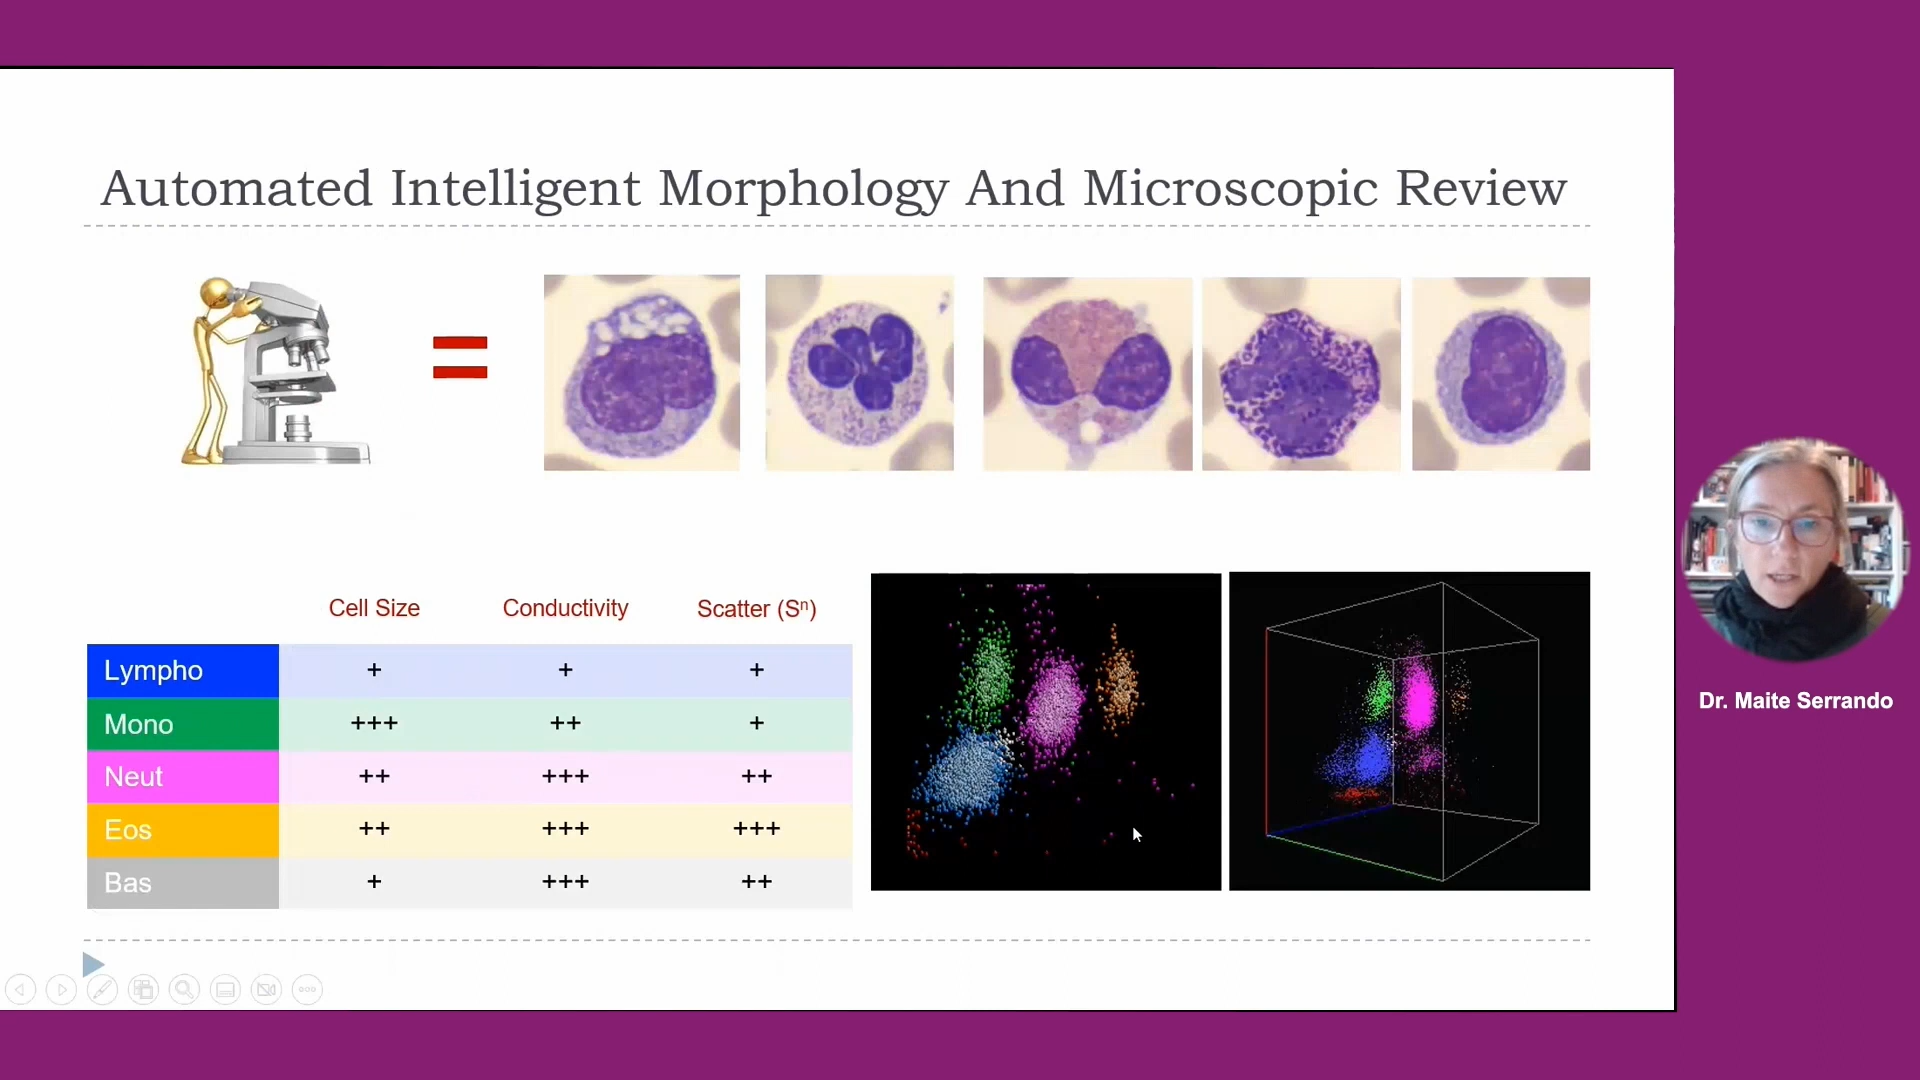 Automated Intelligent Morphology And Microscopic Review
Cell Size Conductivity Scatter (Sⁿ)
Lympho + + +
Mono +++ ++ +
Neut ++ +++ ++
Eos ++ +++ +++
Bas + +++ ++
Dr. Maite Serrando